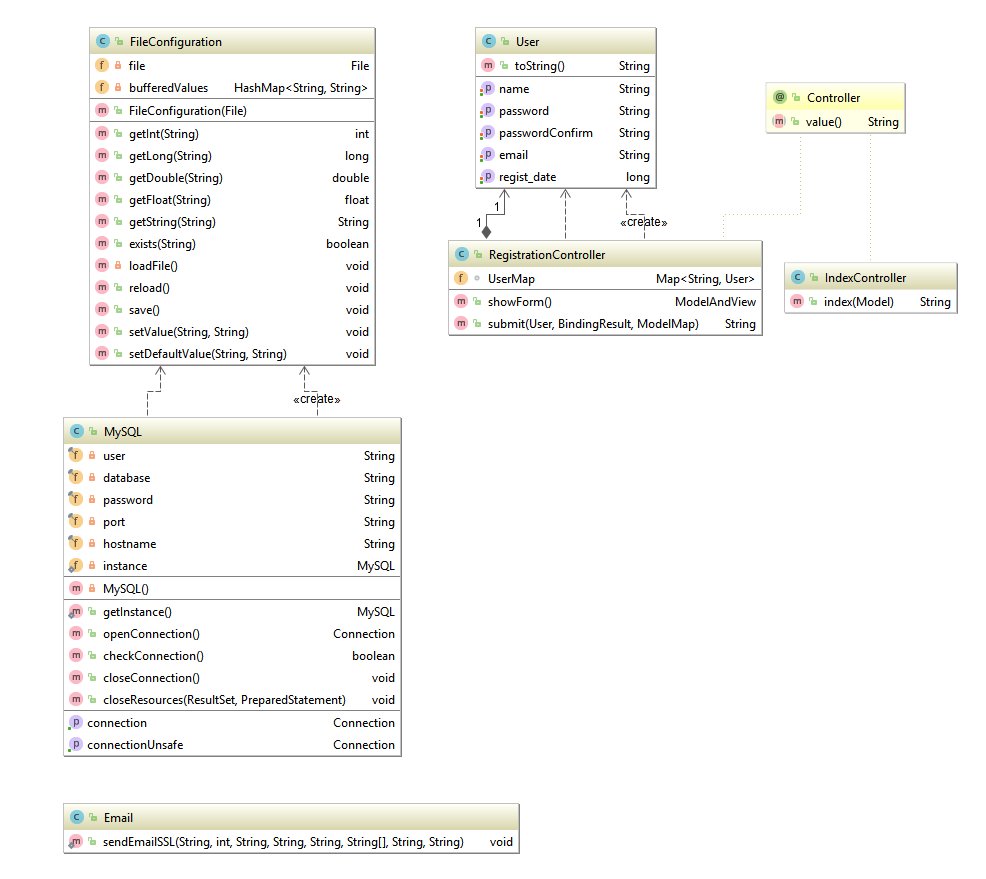 FileConfiguration
file File
bufferedValues HashMap<String, String>
FileConfiguration(File)
getInt(String) int
getLong(String) long
getDouble(String) double
getFloat(String) float
getString(String) String
exists(String) boolean
loadFile() void
reload() void
save() void
setValue(String, String) void
setDefaultValue(String, String) void
User
toString() String
name String
password String
passwordConfirm String
email String
regist_date long
Controller
value() String
1
1
«create»
RegistrationController
UserMap Map<String, User>
showForm() ModelAndView
submit(User, BindingResult, ModelMap) String
IndexController
index(Model) String
«create»
MySQL
user String
database String
password String
port String
hostname String
instance MySQL
MySQL()
getInstance() MySQL
openConnection() Connection
checkConnection() boolean
closeConnection() void
closeResources(ResultSet, PreparedStatement) void
connection Connection
connectionUnsafe Connection
Email
sendEmailSSL(String, int, String, String, String, String[], String, String) void